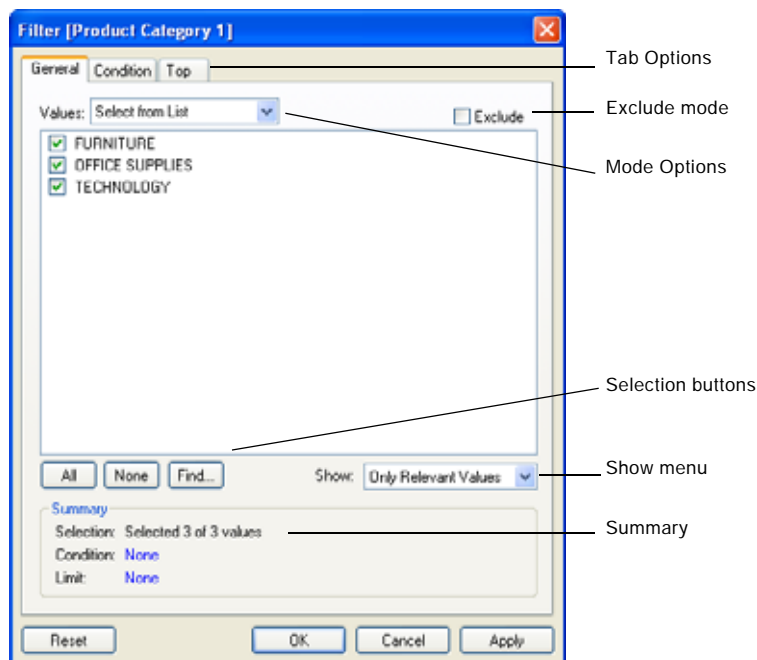 Filter [Product Category 1]
General Condition Top
Tab Options
Values: Select from List
Exclude
Exclude mode
FURNITURE
OFFICE SUPPLIES
TECHNOLOGY
Mode Options
Selection buttons
All None Find...
Show: Only Relevant Values
Show menu
Summary
Selection: Selected 3 of 3 values
Summary
Condition: None
Limit: None
Reset OK Cancel Apply